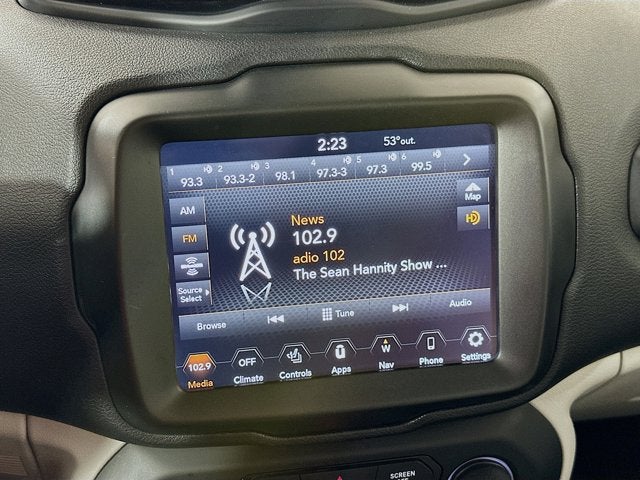 2:23 53°out.
1 2 3 4 5 6
93.3 93.3-2 98.1 97.3-3 97.3 99.5
Map
AM
FM
HD
News
102.9
adio 102
The Sean Hannity Show ...
Source
Select
Browse Tune Audio
102.9 OFF W
Media Climate Controls Apps Nav Phone Settings
SCREEN